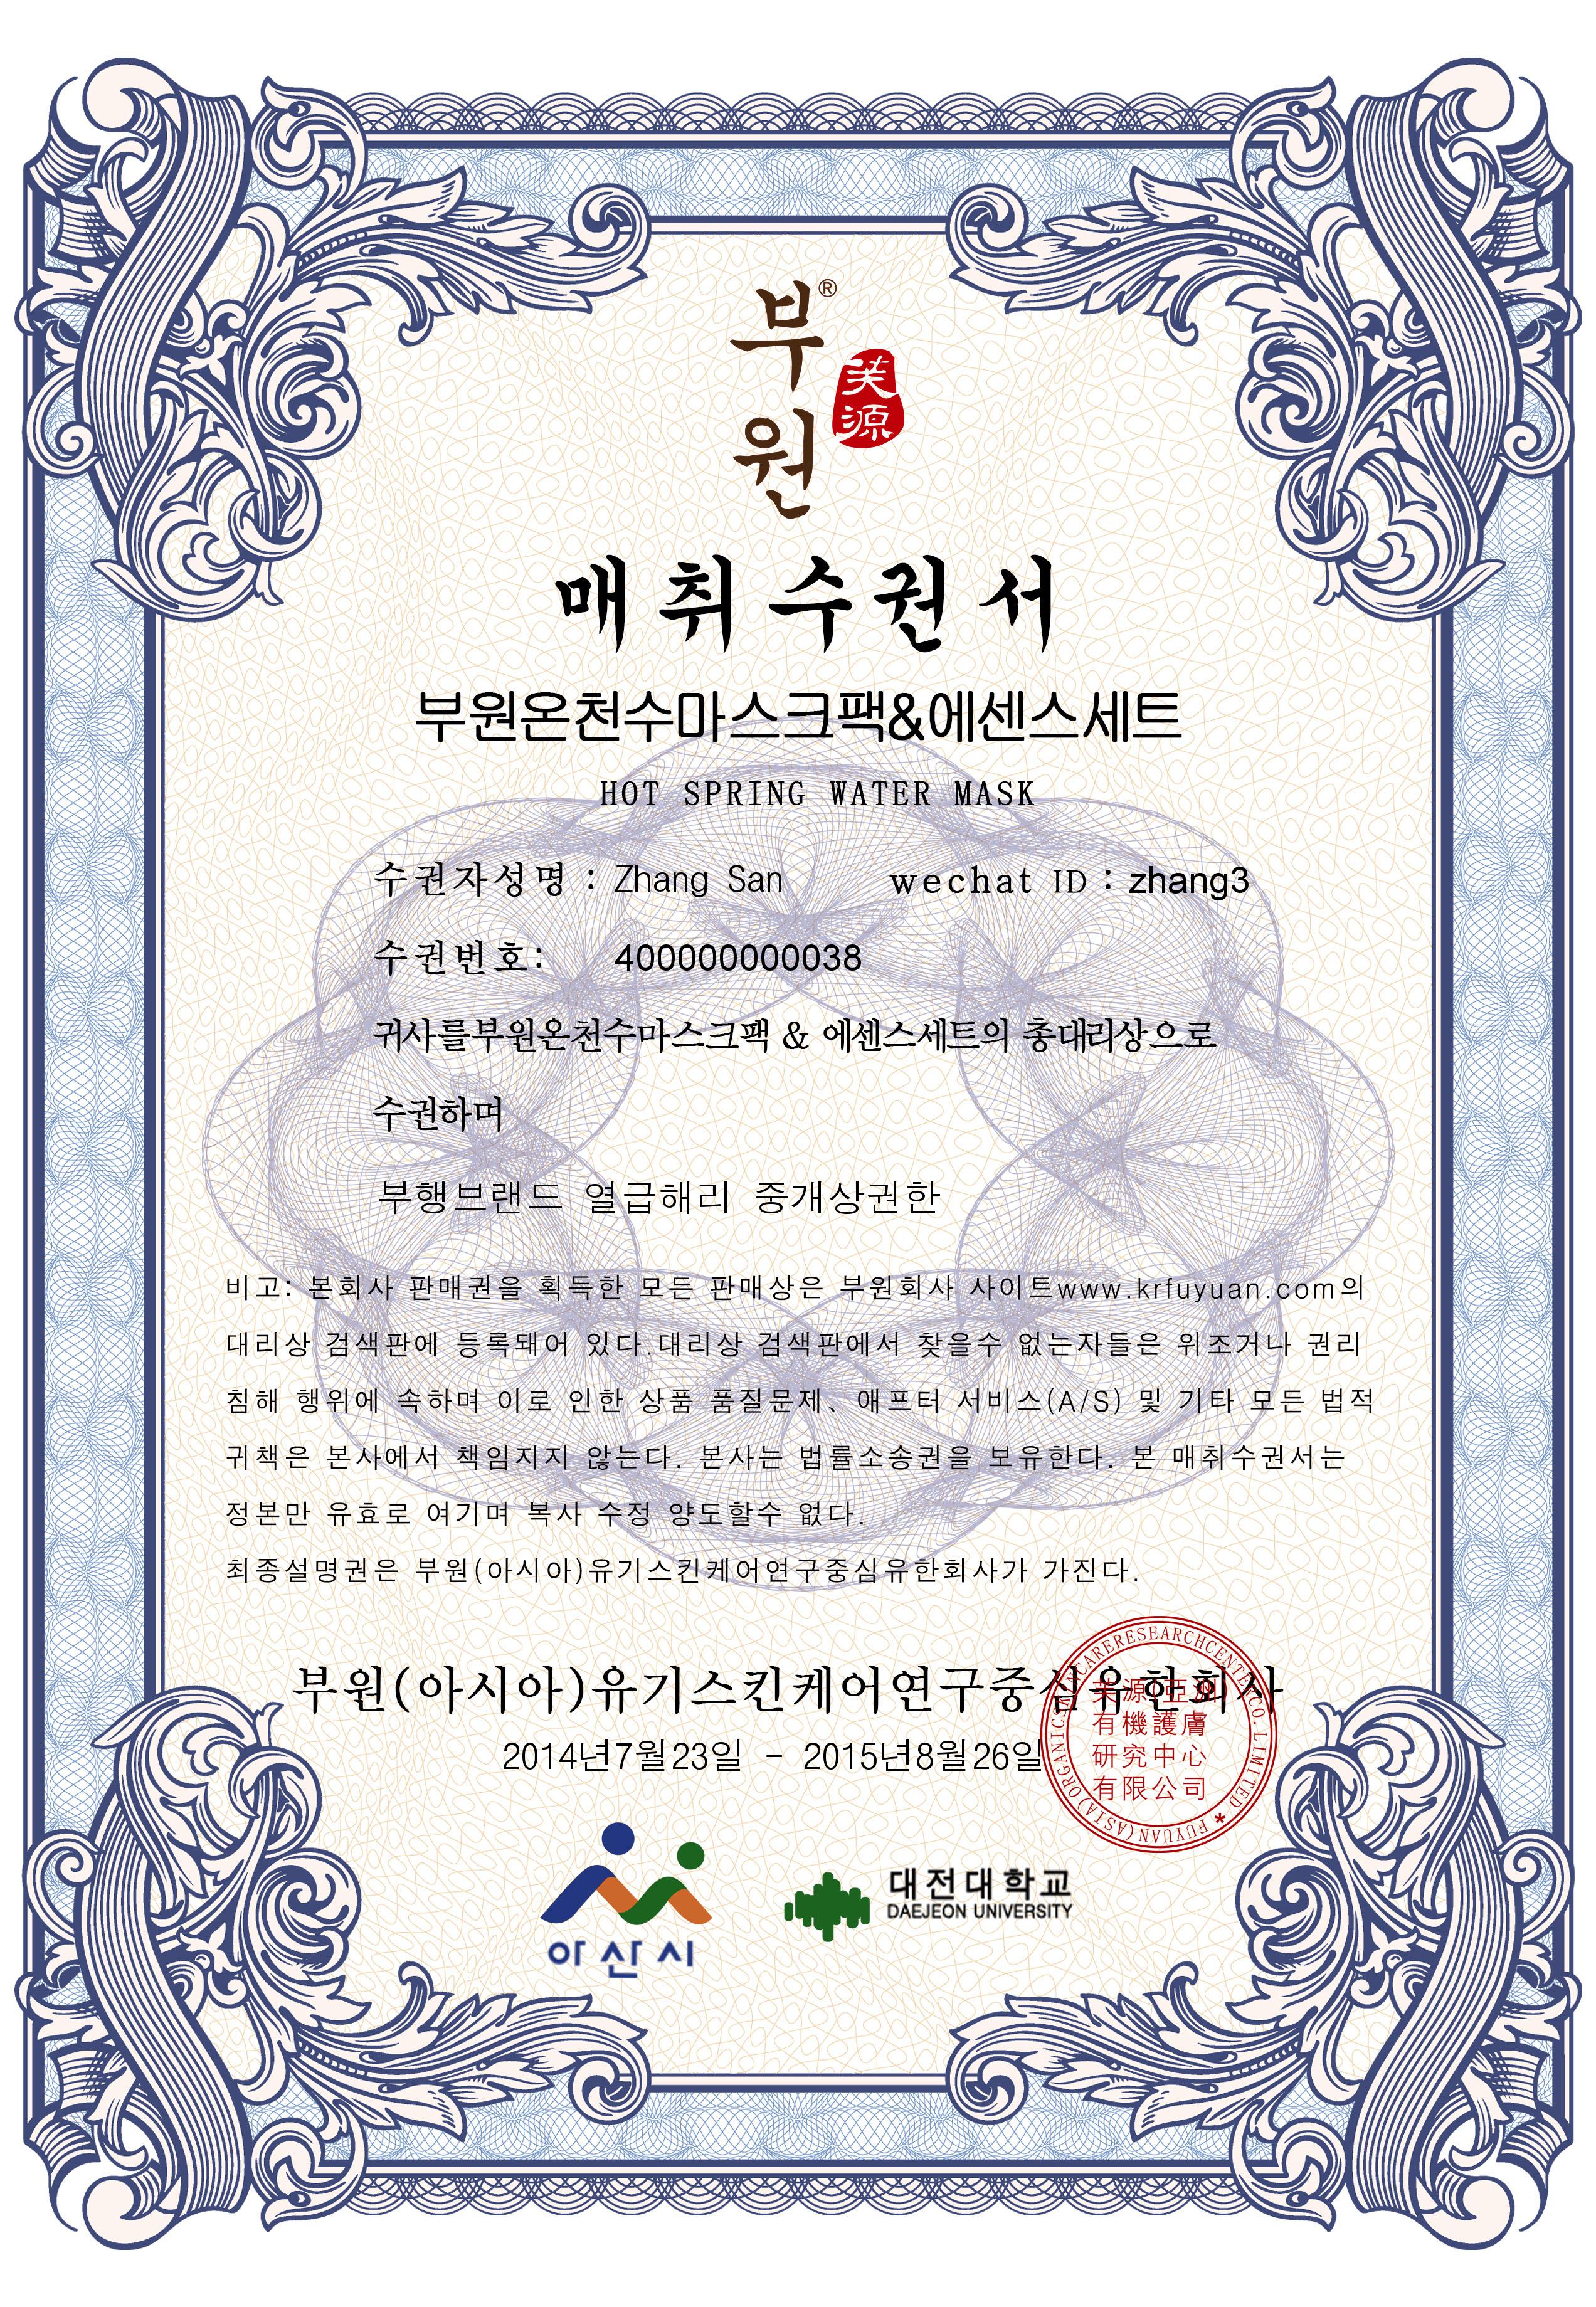 부®
원
芙
源
매취수권서
부원온천수마스크팩&에센스세트
HOT SPRING WATER MASK
수권자성명 : Zhang San wechat ID : zhang3
수권번호: 400000000038
귀사를부원온천수마스크팩 & 에센스세트의 총대리상으로
수권하며
부행브랜드 열급해리 중개상권한
비고: 본회사 판매권을 획득한 모든 판매상은 부원회사 사이트www.krfuyuan.com의
대리상 검색판에 등록돼어 있다.대리상 검색판에서 찾을수 없는자들은 위조거나 권리
침해 행위에 속하며 이로 인한 상품 품질문제、애프터 서비스(A/S) 및 기타 모든 법적
귀책은 본사에서 책임지지 않는다. 본사는 법률소송권을 보유한다. 본 매취수권서는
정본만 유효로 여기며 복사 수정 양도할수 없다.
최종설명권은 부원(아시아)유기스킨케어연구중심유한회사가 가진다.
부원(아시아)유기스킨케어연구중심유한회사
2014년7월23일 - 2015년8월26일
FUYUAN(ASIA)ORGANICSKINCARERESEARCHCENTERCO.LIMITED
芙源(亞洲)
有機護膚
研究中心
有限公司
아산시
대전대학교
DAEJEON UNIVERSITY